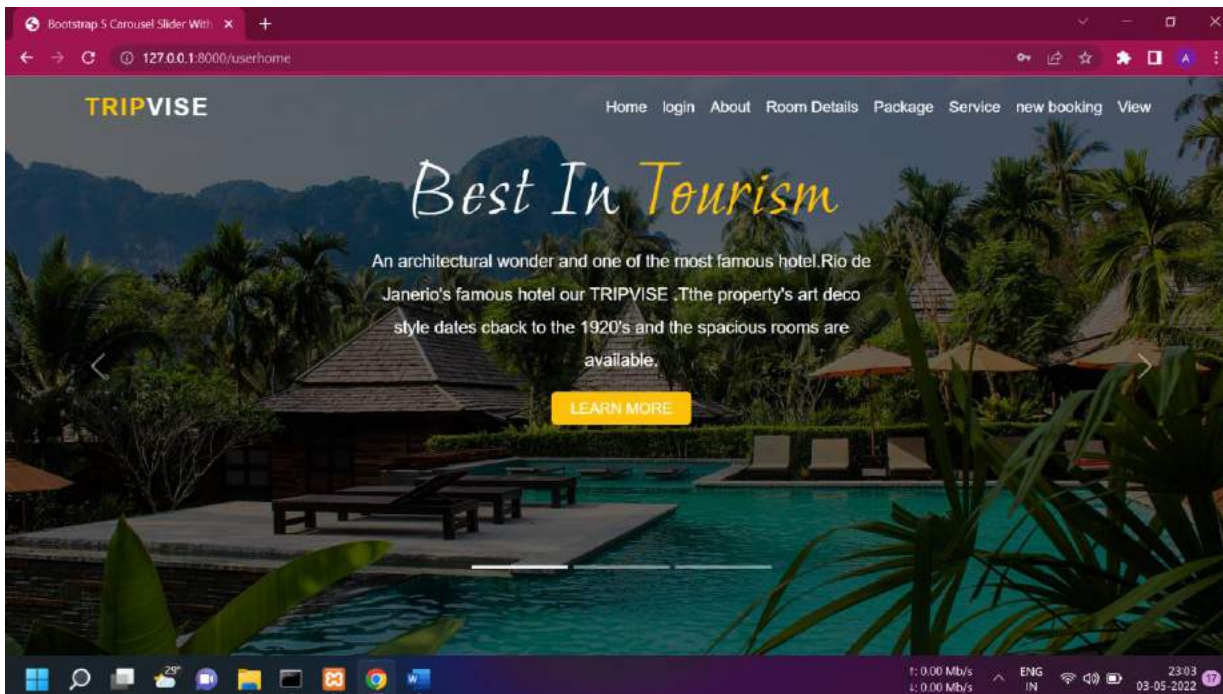 Bootstrap 5 Carousel Slider With
127.0.0.1:8000/userhome
A
TRIPVISE
Home login About Room Details Package Service new booking View
Best In Tourism
An architectural wonder and one of the most famous hotel.Rio de
Janerio's famous hotel our TRIPVISE .Tthe property's art deco
style dates cback to the 1920's and the spacious rooms are
available.
LEARN MORE
29°
W
↑: 0.00 Mb/s
↓: 0.00 Mb/s
ENG
IN
23:03
03-05-2022
17